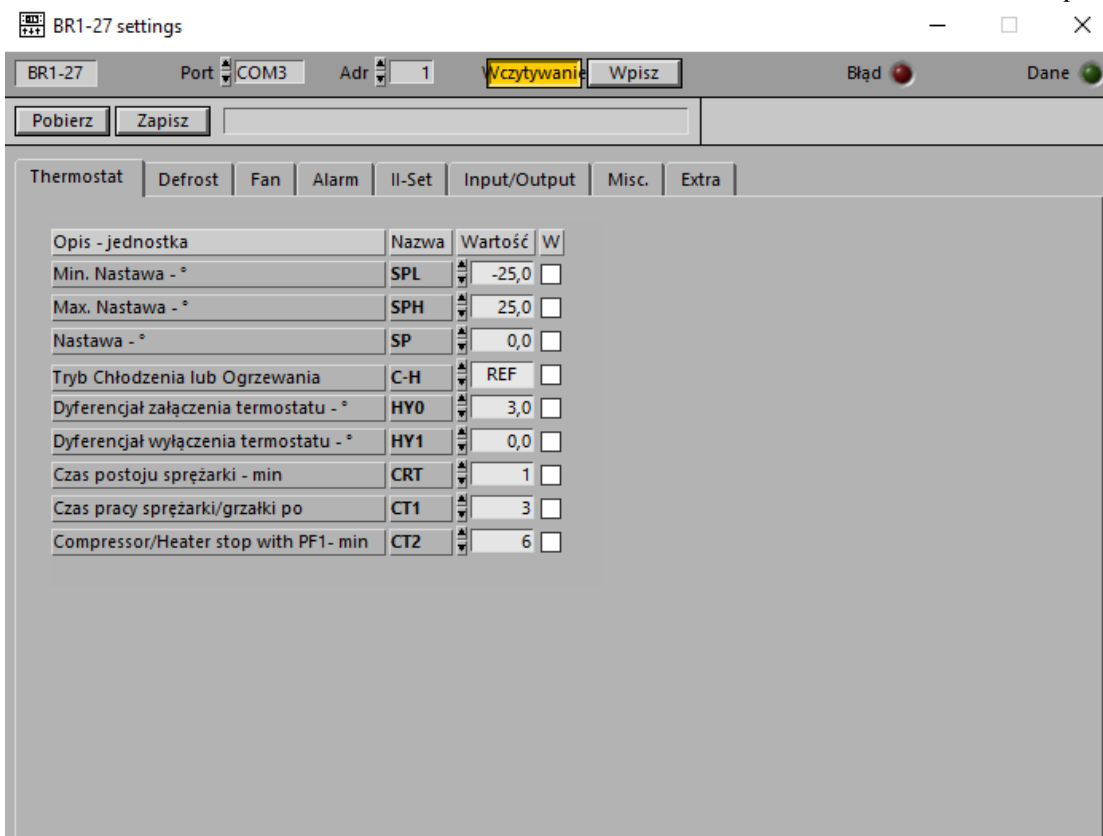 BR1-27 settings
BR1-27 Port COM3 Adr 1 Wczytywanie Wpisz Błąd Dane
Pobierz Zapisz
Thermostat Defrost Fan Alarm II-Set Input/Output Misc. Extra
Opis - jednostka Nazwa Wartość W
Min. Nastawa - ° SPL -25,0
Max. Nastawa - ° SPH 25,0
Nastawa - ° SP 0,0
Tryb Chłodzenia lub Ogrzewania C-H REF
Dyferencjał załączenia termostatu - ° HY0 3,0
Dyferencjał wyłączenia termostatu - ° HY1 0,0
Czas postoju sprężarki - min CRT 1
Czas pracy sprężarki/grzałki po CT1 3
Compressor/Heater stop with PF1- min CT2 6